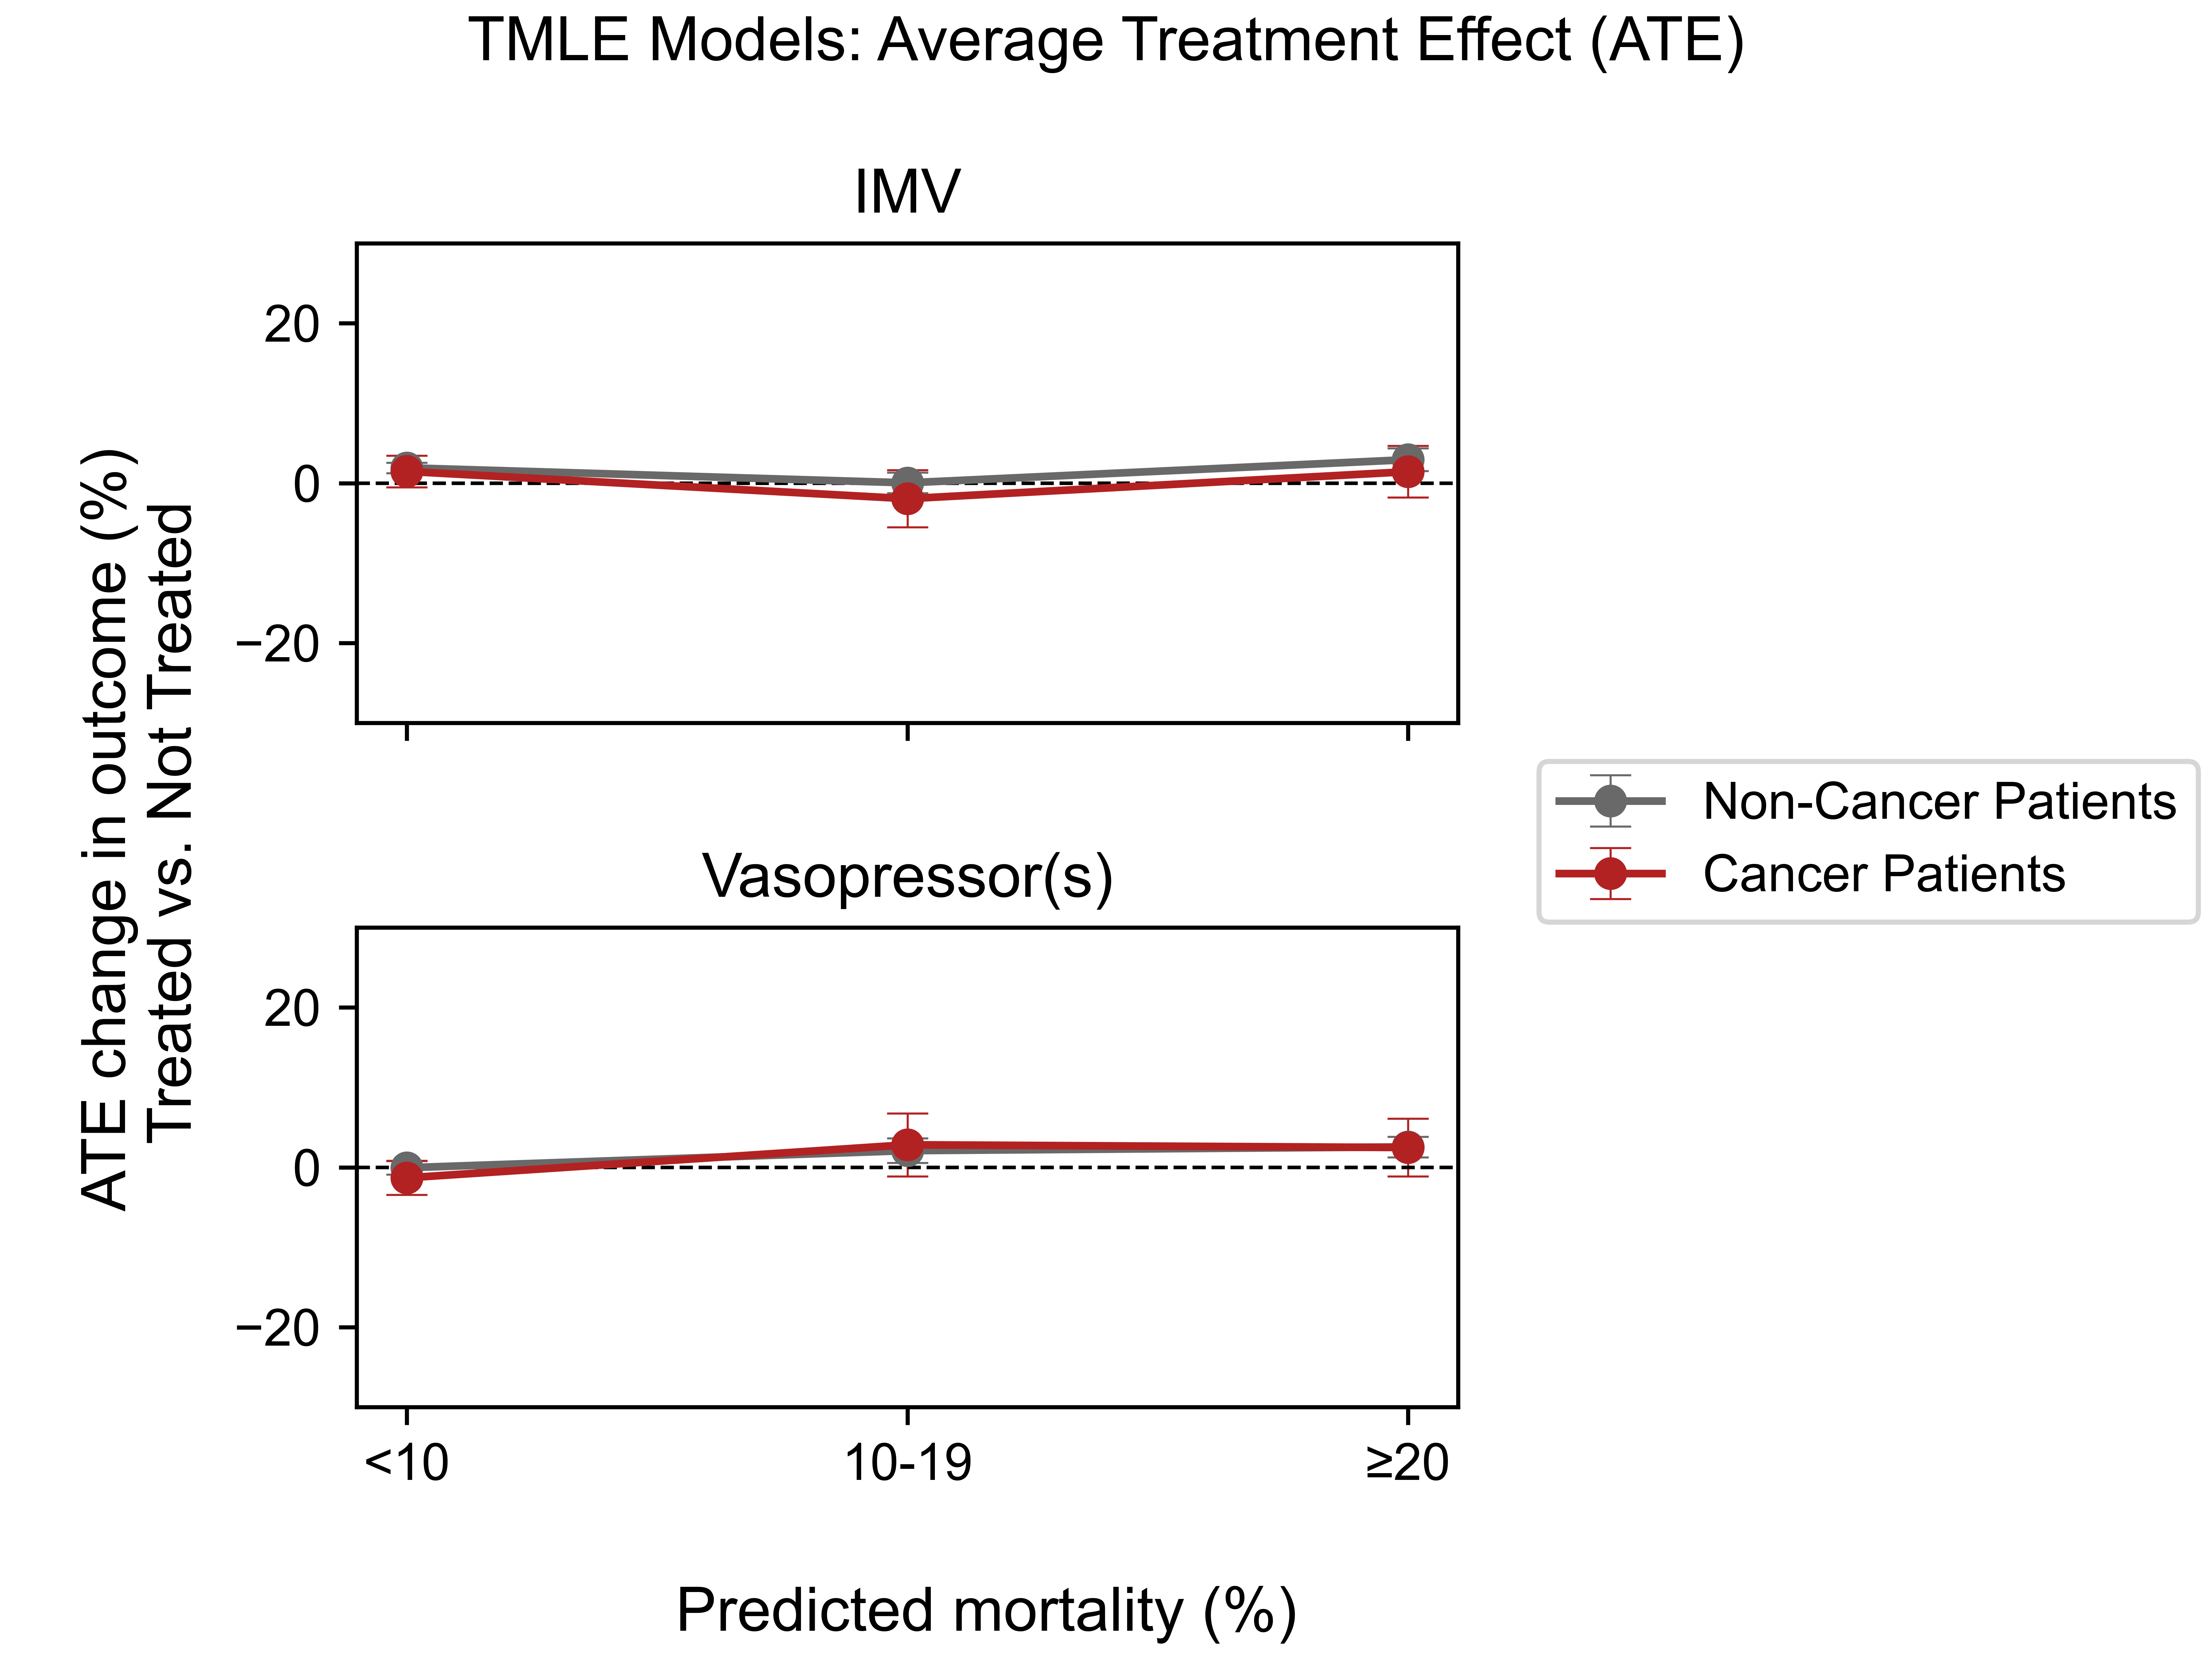 TMLE Models: Average Treatment Effect (ATE)
IMV
20
0
−20
ATE change in outcome (%)
Treated vs. Not Treated
Non-Cancer Patients
Cancer Patients
Vasopressor(s)
20
0
−20
<10
10-19
≥20
Predicted mortality (%)